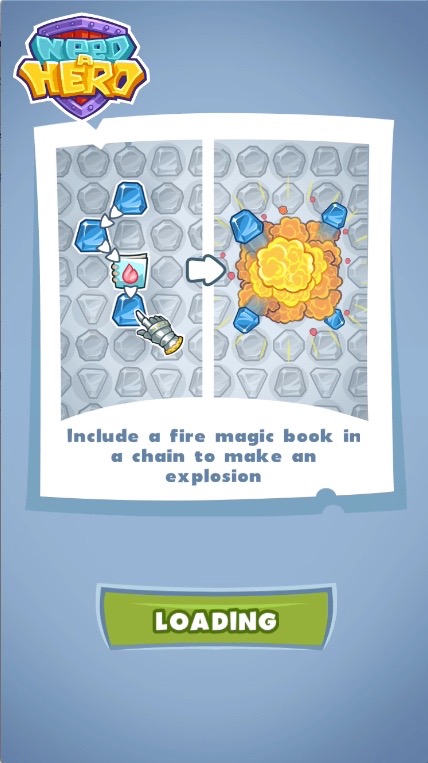 NEED
A
HERO
Include a fire magic book in
a chain to make an
explosion
LOADING